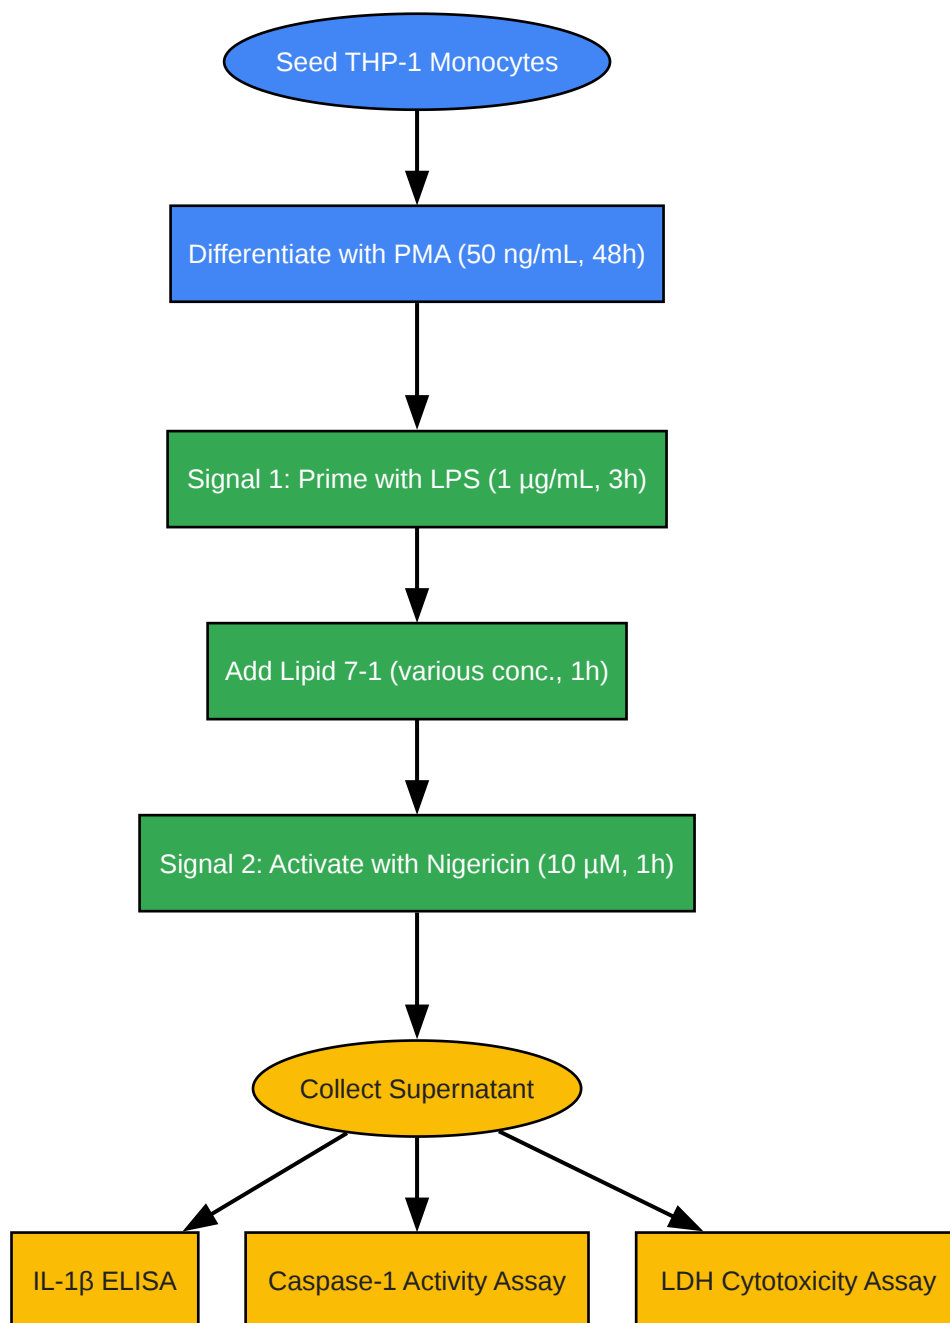 Seed THP-1 Monocytes
Differentiate with PMA (50 ng/mL, 48h)
Signal 1: Prime with LPS (1 µg/mL, 3h)
Add Lipid 7-1 (various conc., 1h)
Signal 2: Activate with Nigericin (10 µM, 1h)
Collect Supernatant
IL-1β ELISA
Caspase-1 Activity Assay
LDH Cytotoxicity Assay